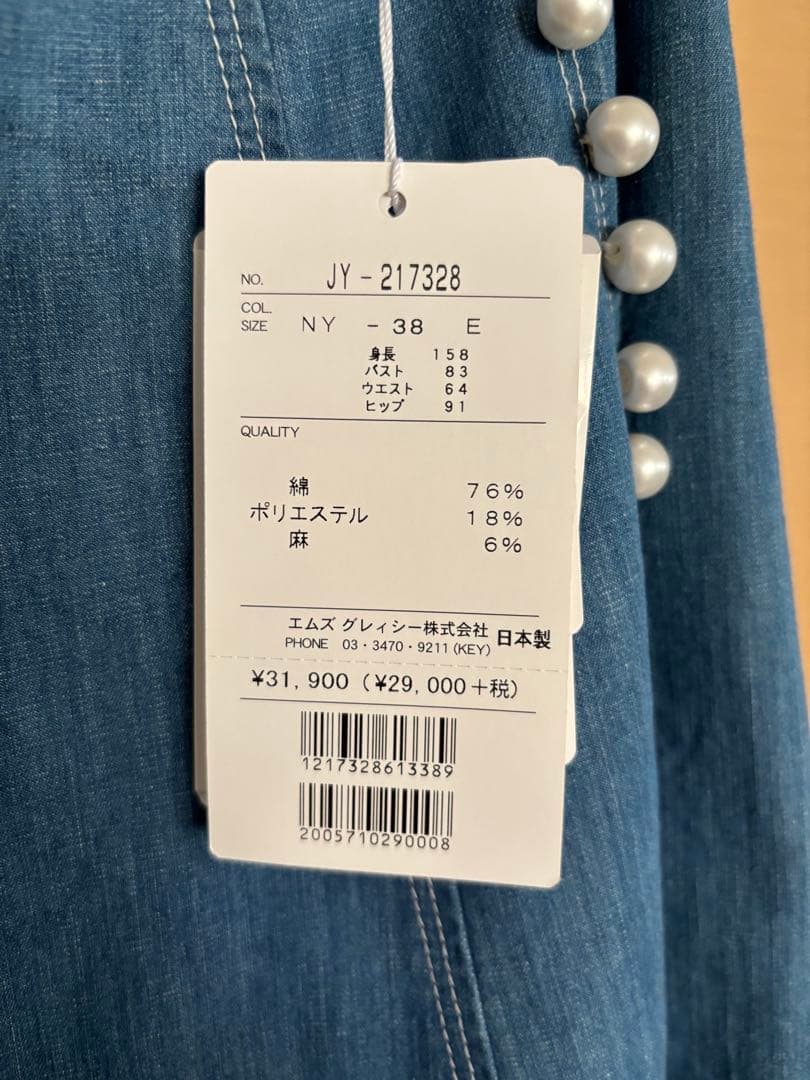 NO. JY-217328
COL.
SIZE NY - 38 E
身長 158
バスト 83
ウエスト 64
ヒップ 91
QUALITY
綿 76%
ポリエステル 18%
麻 6%
エムズ グレィシー株式会社 日本製
PHONE 03・3470・9211(KEY)
¥31,900 (¥29,000+税)
1217328613389
2005710290008